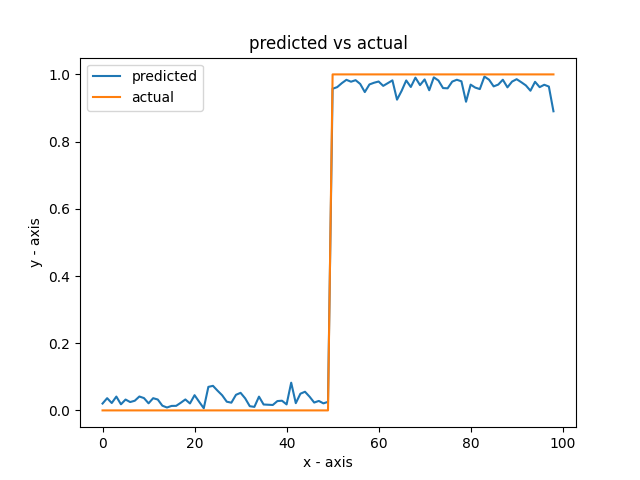 predicted vs actual
predicted
actual
1.0
0.8
0.6
0.4
0.2
0.0
y - axis
0 20 40 60 80 100
x - axis